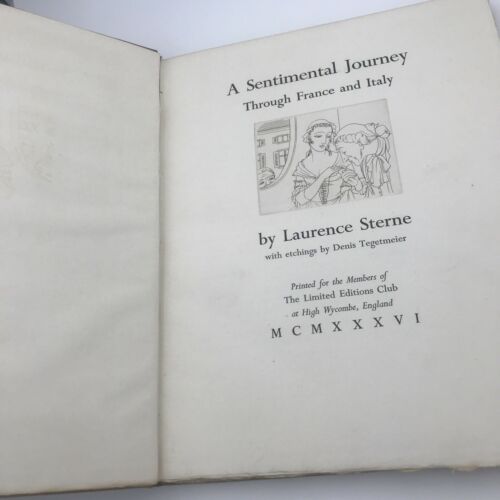 A Sentimental Journey
Through France and Italy
by Laurence Sterne
with etchings by Denis Tegetmeier
Printed for the Members of
The Limited Editions Club
at High Wycombe, England
MCMXXXVI